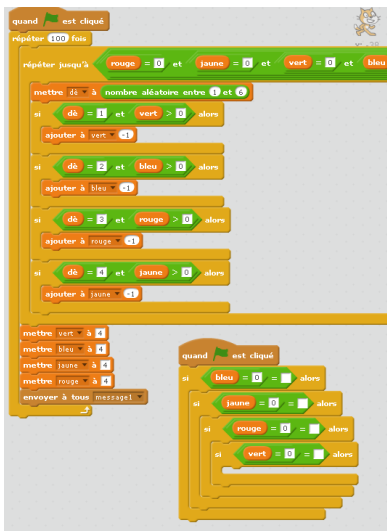 quand est cliqué
répéter 100 fois
répéter jusqu'à rouge = 0 et jaune = 0 et vert = 0 et bleu
mettre dè à nombre aléatoire entre 1 et 6
si dè = 1 et vert > 0 alors
ajouter à vert -1
si dè = 2 et bleu > 0 alors
ajouter à bleu -1
si dè = 3 et rouge > 0 alors
ajouter à rouge -1
si dè = 4 et jaune > 0 alors
ajouter à jaune -1
mettre vert à 4
mettre bleu à 4
mettre jaune à 4
mettre rouge à 4
envoyer à tous message1
quand est cliqué
si bleu = 0 = alors
si jaune = 0 = alors
si rouge = 0 = alors
si vert = 0 = alors